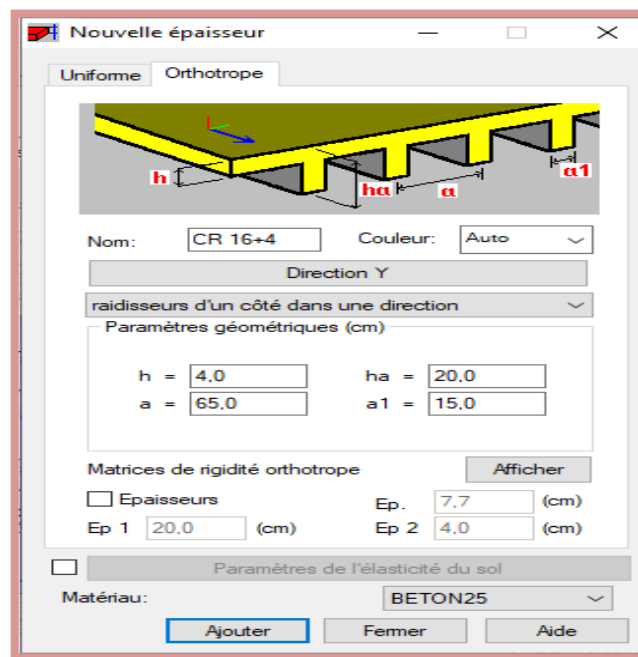 Nouvelle épaisseur
Uniforme Orthotrope
h ha a a1
Nom: CR 16+4 Couleur: Auto
Direction Y
raidisseurs d'un côté dans une direction
Paramètres géométriques (cm)
h = 4,0 ha = 20,0
a = 65,0 a1 = 15,0
Matrices de rigidité orthotrope Afficher
Epaisseurs Ep. 7,7 (cm)
Ep 1 20,0 (cm) Ep 2 4,0 (cm)
Paramètres de l'élasticité du sol
Matériau: BETON25
Ajouter Fermer Aide